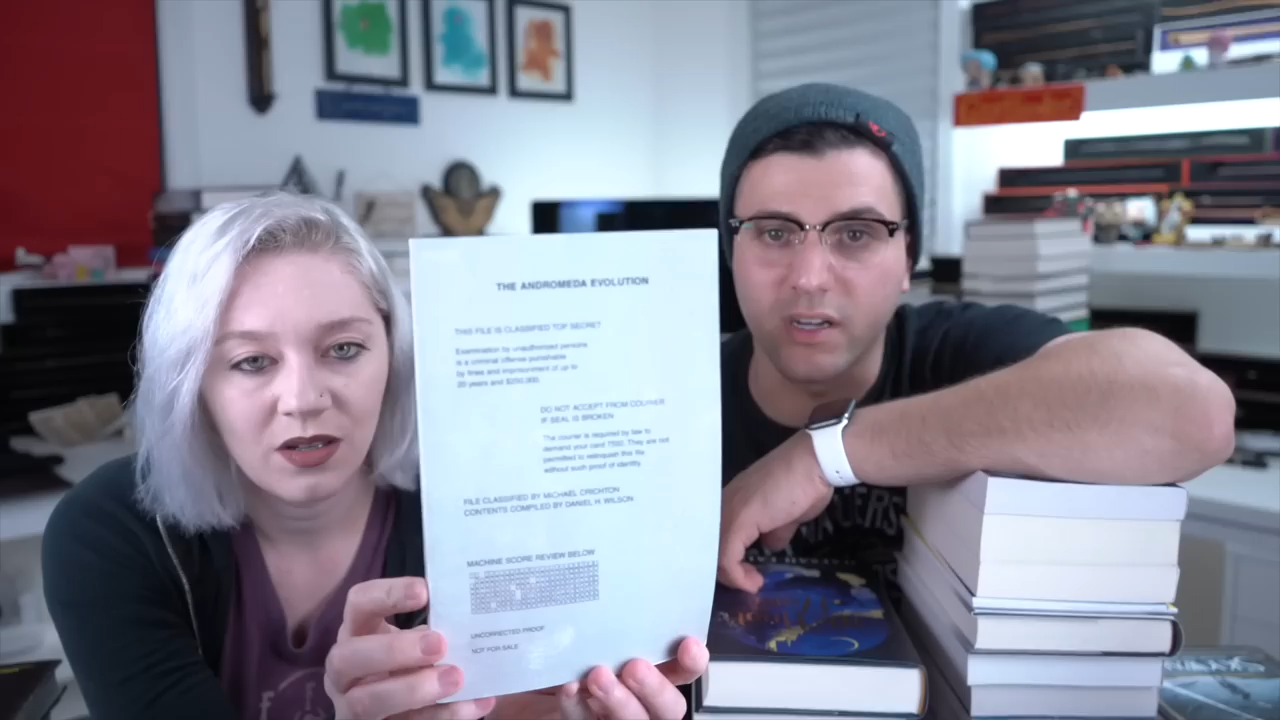 THE ANDROMEDA EVOLUTION
THIS FILE IS CLASSIFIED TOP SECRET
Examination by unauthorized persons
is a criminal offense punishable
by fines and imprisonment of up to
20 years and $250,000.
DO NOT ACCEPT FROM COURIER
IF SEAL IS BROKEN
The courier is required by law to
demand your card 7592. They are not
permitted to relinquish this file
without such proof of identity.
FILE CLASSIFIED BY MICHAEL CRICHTON
CONTENTS COMPILED BY DANIEL H. WILSON
MACHINE SCORE REVIEW BELOW
UNCORRECTED PROOF
NOT FOR SALE